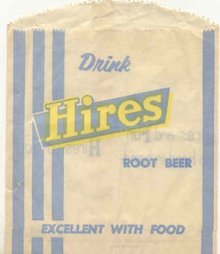 Drink
Hires
ROOT BEER
EXCELLENT WITH FOOD